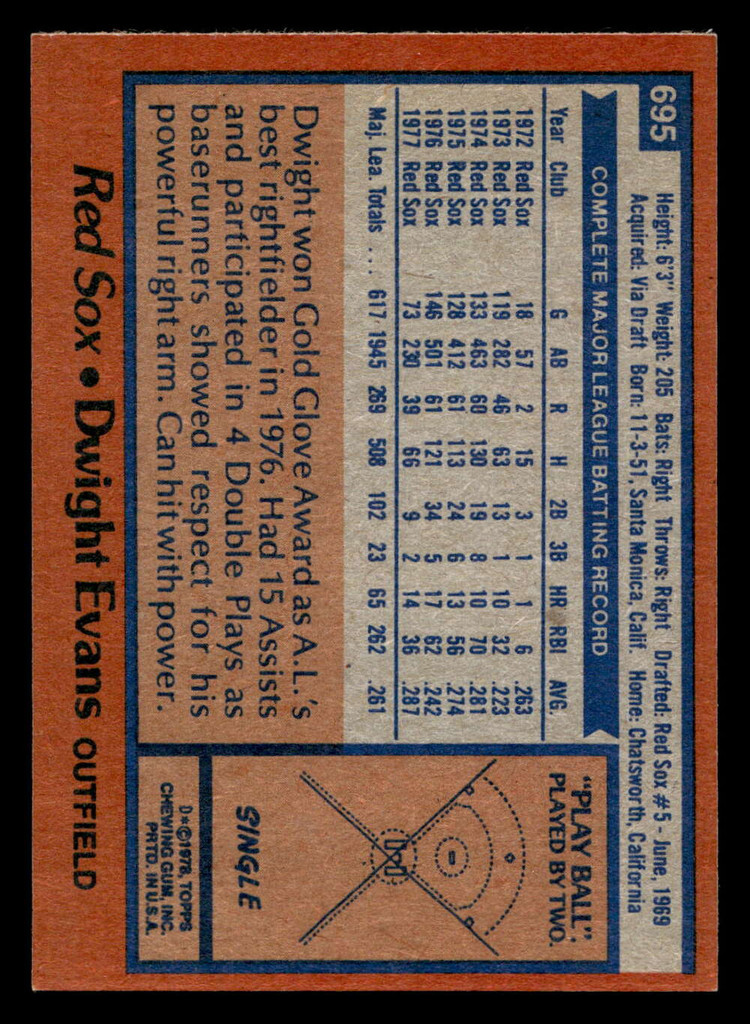 695
Height: 6'3" Weight: 205 Bats: Right Throws: Right Drafted: Red Sox #5 - June, 1969
Acquired: Via Draft Born: 11-3-51, Santa Monica, Calif. Home: Chatsworth, California
COMPLETE MAJOR LEAGUE BATTING RECORD
Year Club G AB R H 2B 3B HR RBI AVG.
1972 Red Sox 18 57 2 15 3 1 1 6 .263
1973 Red Sox 119 282 46 63 13 1 10 32 .223
1974 Red Sox 133 463 60 130 19 8 10 70 .281
1975 Red Sox 128 412 61 113 24 6 13 56 .274
1976 Red Sox 146 501 61 121 34 5 17 62 .242
1977 Red Sox 73 230 39 66 9 2 14 36 .287
Maj. Lea. Totals ... 617 1945 269 508 102 23 65 262 .261
Dwight won Gold Glove Award as A.L.'s
best rightfielder in 1976. Had 15 Assists
and participated in 4 Double Plays as
baserunners showed respect for his
powerful right arm. Can hit with power.
"PLAY BALL"
PLAYED BY TWO.
SINGLE
D*©1978, TOPPS
CHEWING GUM, INC.
PRTD. IN U.S.A.
Red Sox • Dwight Evans OUTFIELD